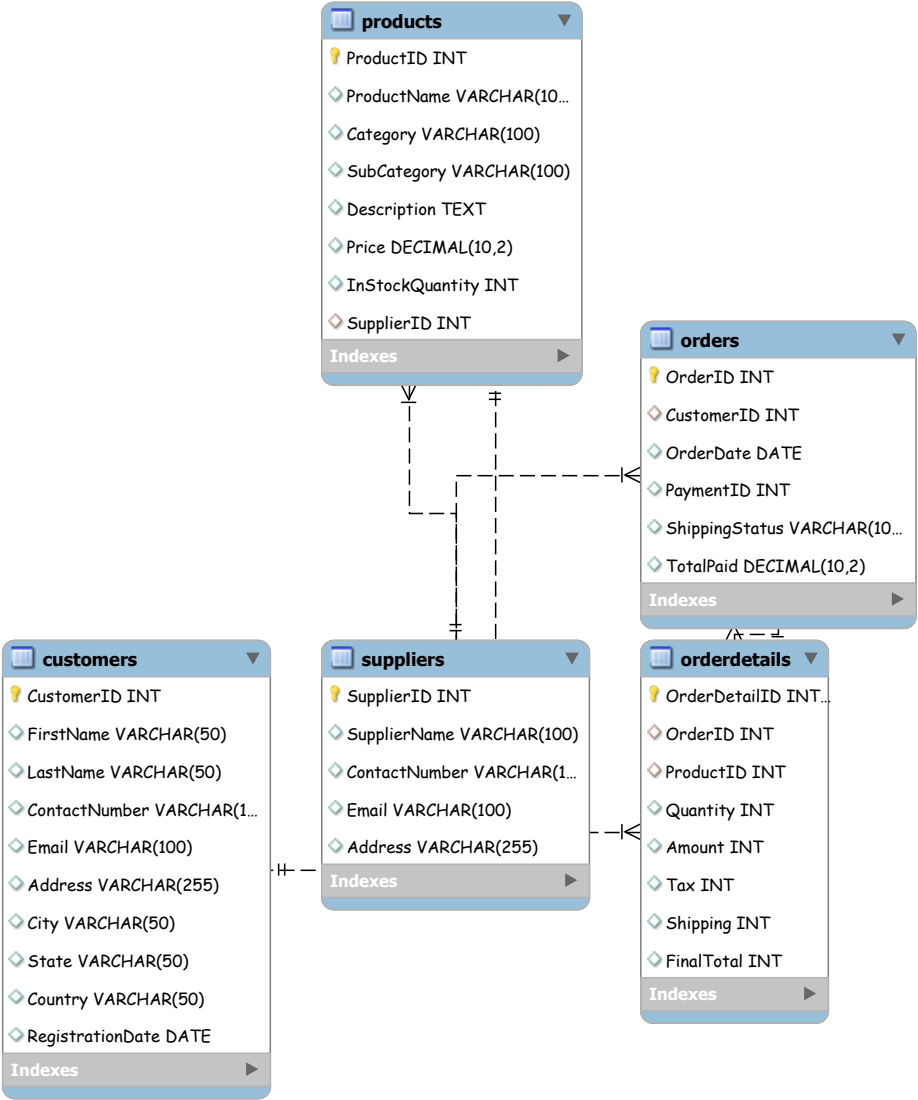 products
ProductID INT
ProductName VARCHAR(10...
Category VARCHAR(100)
SubCategory VARCHAR(100)
Description TEXT
Price DECIMAL(10,2)
InStockQuantity INT
SupplierID INT
Indexes
orders
OrderID INT
CustomerID INT
OrderDate DATE
PaymentID INT
ShippingStatus VARCHAR(10...
TotalPaid DECIMAL(10,2)
Indexes
customers
CustomerID INT
FirstName VARCHAR(50)
LastName VARCHAR(50)
ContactNumber VARCHAR(1...
Email VARCHAR(100)
Address VARCHAR(255)
City VARCHAR(50)
State VARCHAR(50)
Country VARCHAR(50)
RegistrationDate DATE
Indexes
suppliers
SupplierID INT
SupplierName VARCHAR(100)
ContactNumber VARCHAR(1...
Email VARCHAR(100)
Address VARCHAR(255)
Indexes
orderdetails
OrderDetailID INT...
OrderID INT
ProductID INT
Quantity INT
Amount INT
Tax INT
Shipping INT
FinalTotal INT
Indexes